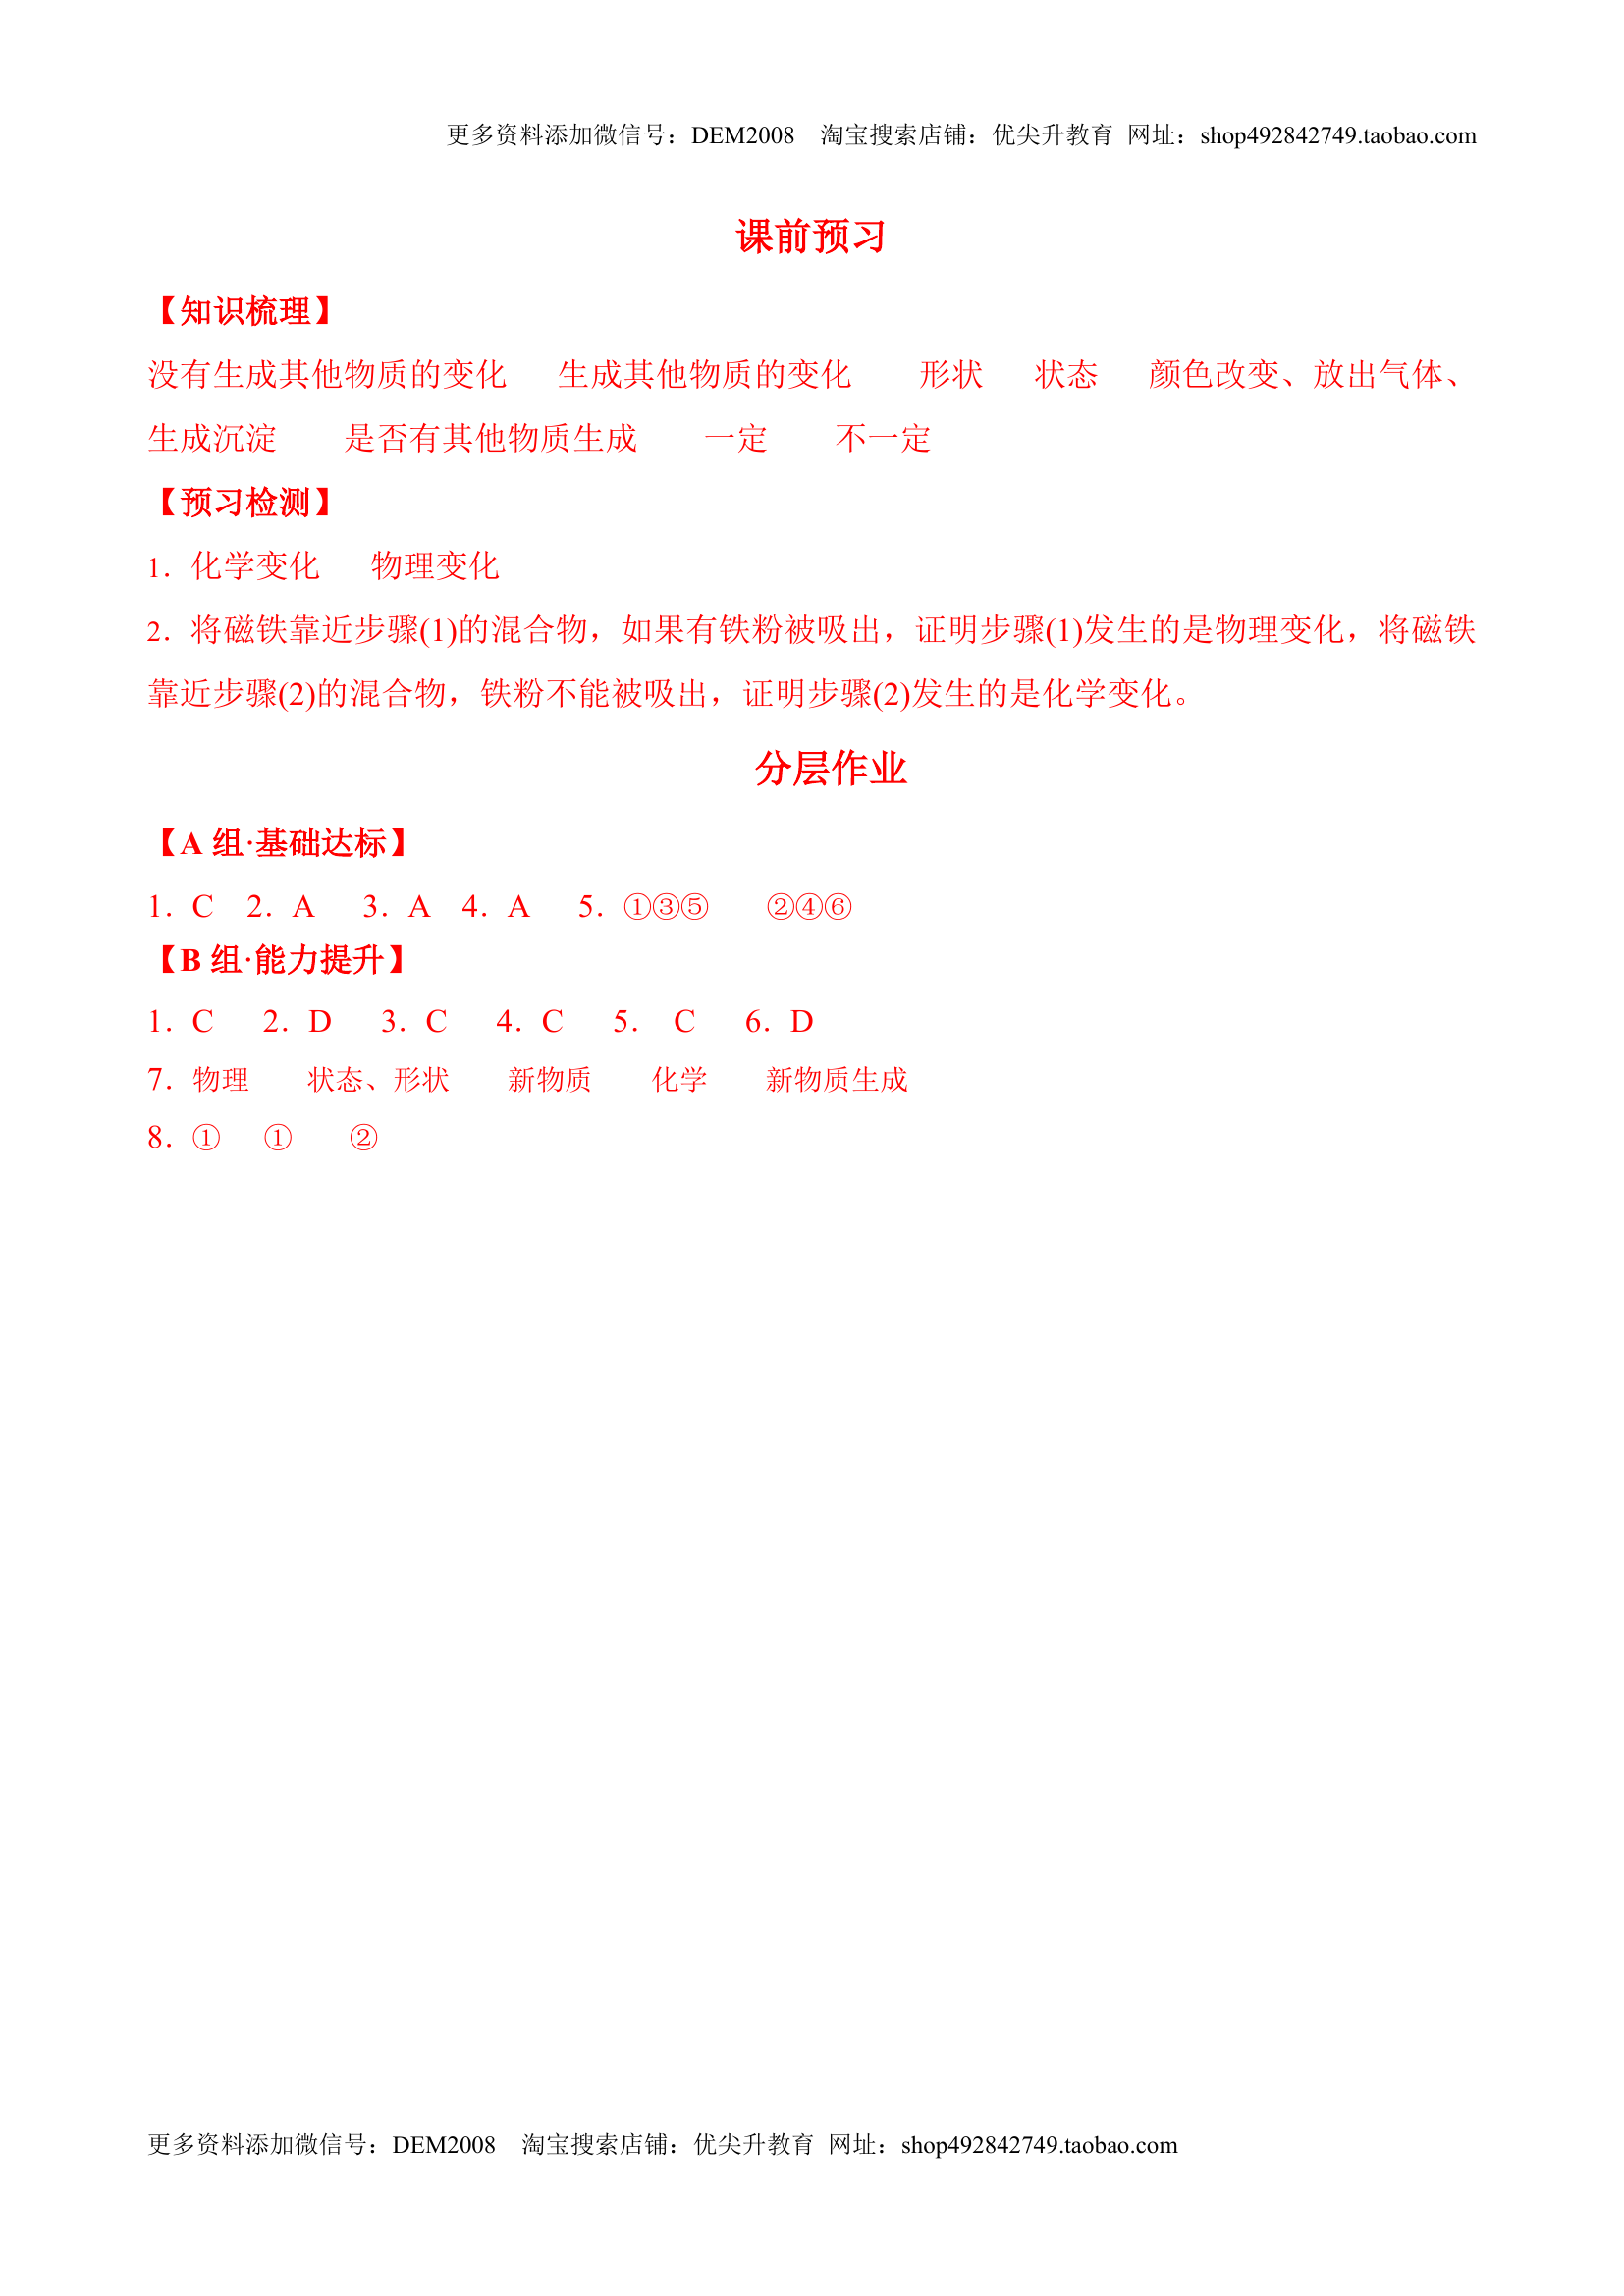 更多资料添加微信号：DEM2008　淘宝搜索店铺：优尖升教育 网址：shop492842749.taobao.com
课前预习
【知识梳理】
没有生成其他物质的变化　生成其他物质的变化　　形状　状态　颜色改变、放出气体、
生成沉淀　　是否有其他物质生成　　一定　　不一定
【预习检测】
1．化学变化　物理变化
2．将磁铁靠近步骤(1)的混合物，如果有铁粉被吸出，证明步骤(1)发生的是物理变化，将磁铁
靠近步骤(2)的混合物，铁粉不能被吸出，证明步骤(2)发生的是化学变化。
分层作业
【A 组·基础达标】
1．C　2．A　3．A　4．A　5．①③⑤　　②④⑥
【B 组·能力提升】
1．C　2．D　3．C　4．C　5．C　6．D
7．物理　　状态、形状　　新物质　　化学　　新物质生成
8．①　①　　②
更多资料添加微信号：DEM2008　淘宝搜索店铺：优尖升教育 网址：shop492842749.taobao.com